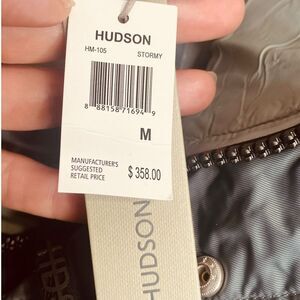 HUDSON
HM-105 STORMY
8 88158 71694 9
M
MANUFACTURER'S
SUGGESTED
RETAIL PRICE
$ 358.00
HUDSON